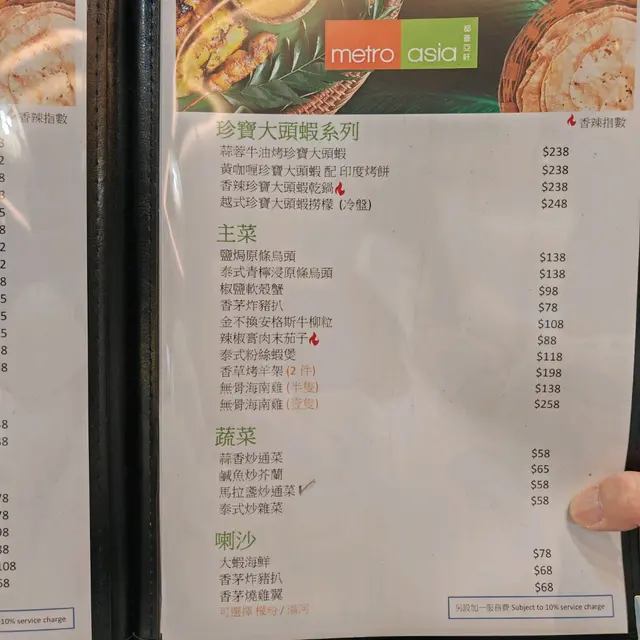 metro asia 都薈亞軒
香辣指數
香辣指數
珍寶大頭蝦系列
蒜蓉牛油烤珍寶大頭蝦 $238
黃咖喱珍寶大頭蝦 配 印度烤餅 $238
香辣珍寶大頭蝦乾鍋 $238
越式珍寶大頭蝦撈檬 (冷盤) $248
主菜
鹽焗原條烏頭 $138
泰式青檸浸原條烏頭 $138
椒鹽軟殼蟹 $98
香茅炸豬扒 $78
金不換安格斯牛柳粒 $108
辣椒膏肉末茄子 $88
泰式粉絲蝦煲 $118
香草烤羊架 (2 件) $198
無骨海南雞 (半隻) $138
無骨海南雞 (壹隻) $258
蔬菜
蒜香炒通菜 $58
鹹魚炒芥蘭 $65
馬拉盞炒通菜 $58
泰式炒雜菜 $58
喇沙
大蝦海鮮 $78
香茅炸豬扒 $68
香茅燒雞翼 $68
可選擇 檬粉 / 湯河
另設加一服務費 Subject to 10% service charge
10% service charge